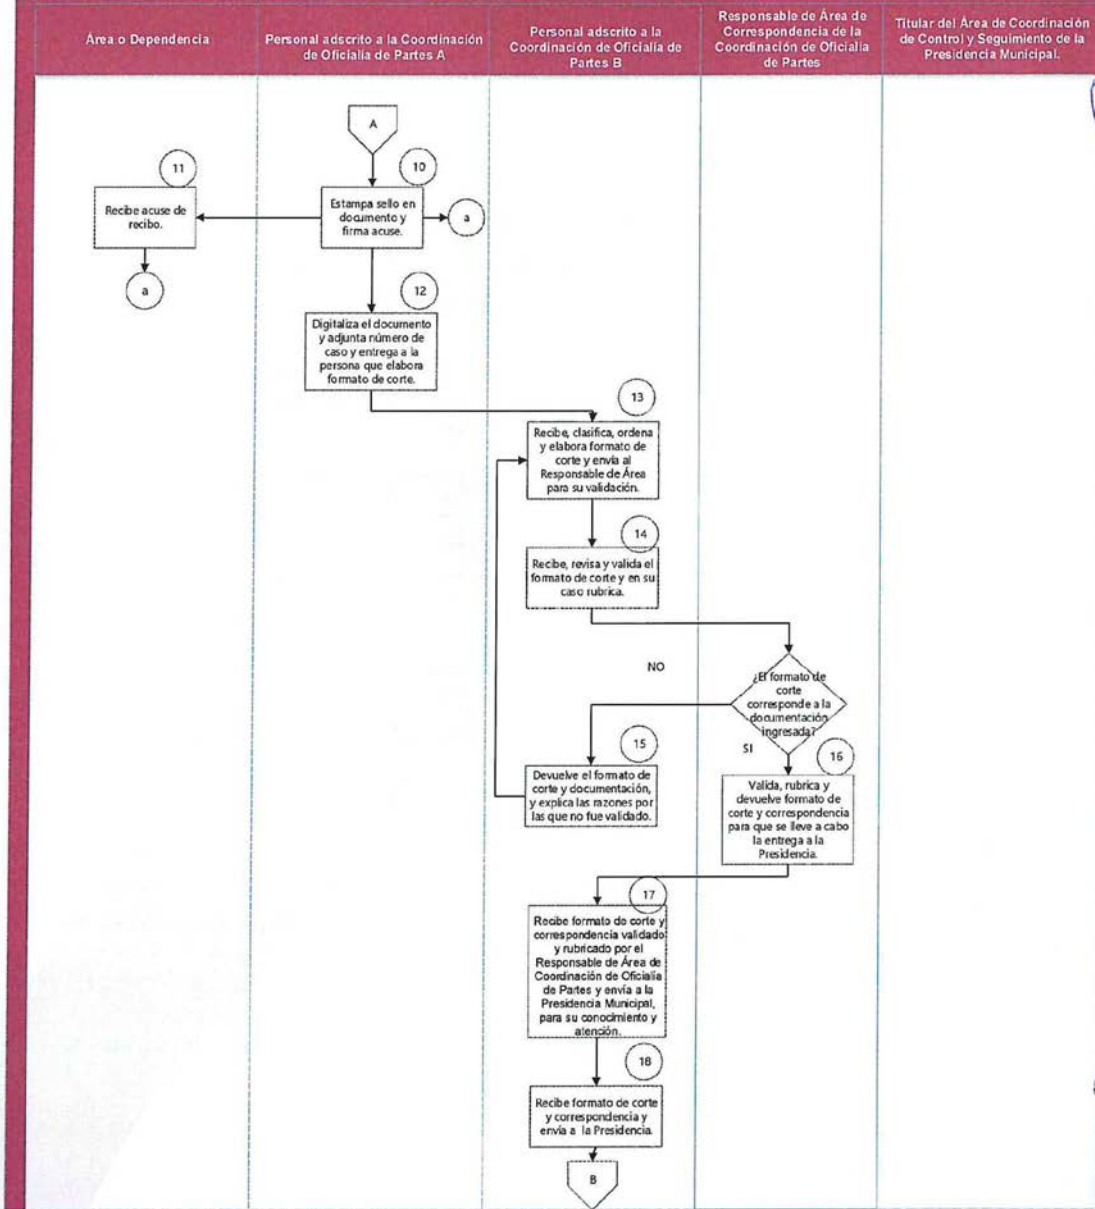 Área o Dependencia
Personal adscrito a la Coordinación
de Oficialía de Partes A
Personal adscrito a la
Coordinación de Oficialía de
Partes B
Responsable de Área de
Correspondencia de la
Coordinación de Oficialía
de Partes
Titular del Área de Coordinación
de Control y Seguimiento de la
Presidencia Municipal.
A
11
10
Recibe acuse de
recibo.
Estampa sello en
documento y
firma acuse.
a
a
12
Digitaliza el documento
y adjunta número de
caso y entrega a la
persona que elabora
formato de corte.
13
Recibe, clasifica, ordena
y elabora formato de
corte y envía al
Responsable de Área
para su validación.
14
Recibe, revisa y valida el
formato de corte y en su
caso rubrica.
NO
¿El formato de
corte
corresponde a la
documentación
ingresada?
SI
15
Devuelve el formato de
corte y documentación,
y explica las razones por
las que no fue validado.
16
Valida, rubrica y
devuelve formato de
corte y correspondencia
para que se lleve a cabo
la entrega a la
Presidencia.
17
Recibe formato de corte y
correspondencia validado
y rubricado por el
Responsable de Área de
Coordinación de Oficialía
de Partes y envía a la
Presidencia Municipal,
para su conocimiento y
atención.
18
Recibe formato de corte
y correspondencia y
envía a la Presidencia.
B